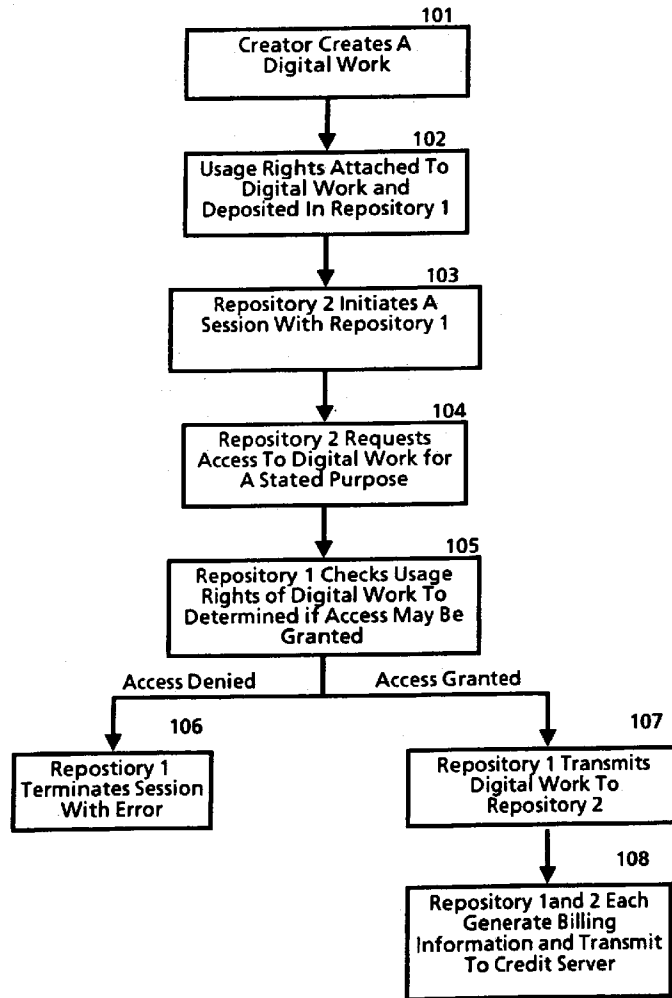 101
Creator Creates A
Digital Work
102
Usage Rights Attached To
Digital Work and
Deposited In Repository 1
103
Repository 2 Initiates A
Session With Repository 1
104
Repository 2 Requests
Access To Digital Work for
A Stated Purpose
105
Repository 1 Checks Usage
Rights of Digital Work To
Determined if Access May Be
Granted
Access Denied
Access Granted
106
Repostiory 1
Terminates Session
With Error
107
Repository 1 Transmits
Digital Work To
Repository 2
108
Repository 1and 2 Each
Generate Billing
Information and Transmit
To Credit Server